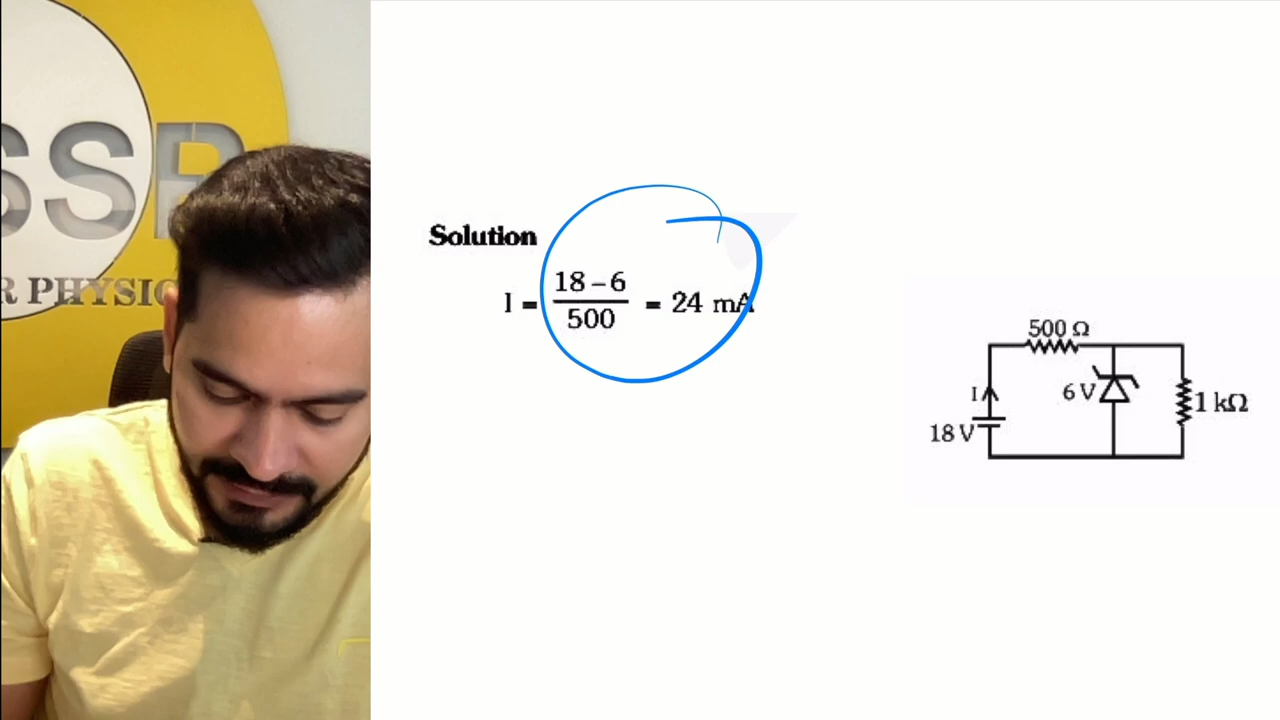 SSP
R PHYSIC
Solution
I = 18 – 6 / 500 = 24 mA
500 Ω
I
6 V
1 kΩ
18 V